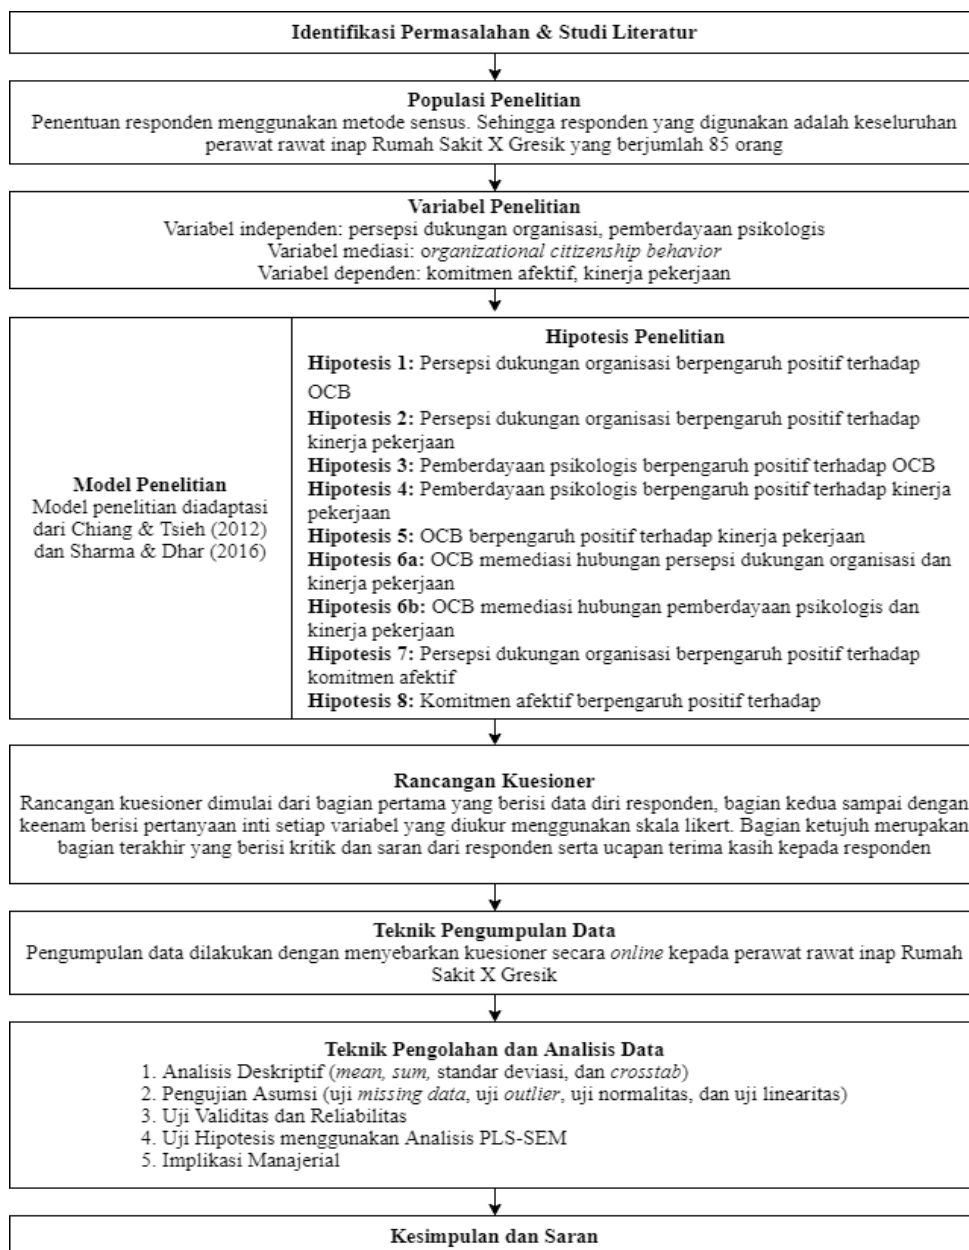 Identifikasi Permasalahan & Studi Literatur
Populasi Penelitian
Penentuan responden menggunakan metode sensus. Sehingga responden yang digunakan adalah keseluruhan
perawat rawat inap Rumah Sakit X Gresik yang berjumlah 85 orang
Variabel Penelitian
Variabel independen: persepsi dukungan organisasi, pemberdayaan psikologis
Variabel mediasi: organizational citizenship behavior
Variabel dependen: komitmen afektif, kinerja pekerjaan
Model Penelitian
Model penelitian diadaptasi
dari Chiang & Tsieh (2012)
dan Sharma & Dhar (2016)
Hipotesis Penelitian
Hipotesis 1: Persepsi dukungan organisasi berpengaruh positif terhadap
OCB
Hipotesis 2: Persepsi dukungan organisasi berpengaruh positif terhadap
kinerja pekerjaan
Hipotesis 3: Pemberdayaan psikologis berpengaruh positif terhadap OCB
Hipotesis 4: Pemberdayaan psikologis berpengaruh positif terhadap kinerja
pekerjaan
Hipotesis 5: OCB berpengaruh positif terhadap kinerja pekerjaan
Hipotesis 6a: OCB memediasi hubungan persepsi dukungan organisasi dan
kinerja pekerjaan
Hipotesis 6b: OCB memediasi hubungan pemberdayaan psikologis dan
kinerja pekerjaan
Hipotesis 7: Persepsi dukungan organisasi berpengaruh positif terhadap
komitmen afektif
Hipotesis 8: Komitmen afektif berpengaruh positif terhadap
Rancangan Kuesioner
Rancangan kuesioner dimulai dari bagian pertama yang berisi data diri responden, bagian kedua sampai dengan
keenam berisi pertanyaan inti setiap variabel yang diukur menggunakan skala likert. Bagian ketujuh merupakan
bagian terakhir yang berisi kritik dan saran dari responden serta ucapan terima kasih kepada responden
Teknik Pengumpulan Data
Pengumpulan data dilakukan dengan menyebarkan kuesioner secara online kepada perawat rawat inap Rumah
Sakit X Gresik
Teknik Pengolahan dan Analisis Data
1. Analisis Deskriptif (mean, sum, standar deviasi, dan crosstab)
2. Pengujian Asumsi (uji missing data, uji outlier, uji normalitas, dan uji linearitas)
3. Uji Validitas dan Reliabilitas
4. Uji Hipotesis menggunakan Analisis PLS-SEM
5. Implikasi Manajerial
Kesimpulan dan Saran